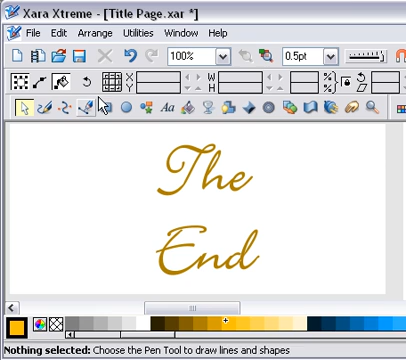 Xara Xtreme - [Title Page.xar *]
File Edit Arrange Utilities Window Help
100% 0.5pt
X W
Y H
Aa
The
End
Nothing selected: Choose the Pen Tool to draw lines and shapes